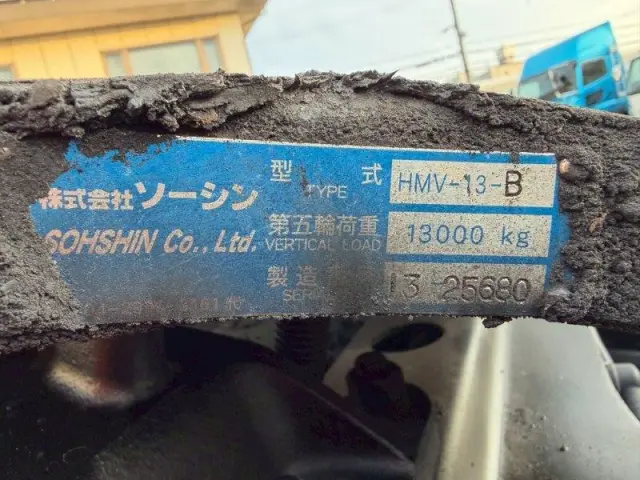 株式会社ソーシン
SOHSHIN Co., Ltd.
型 式
TYPE
HMV-13-B
第五輪荷重
VERTICAL LOAD
13000 kg
製造
13-25680